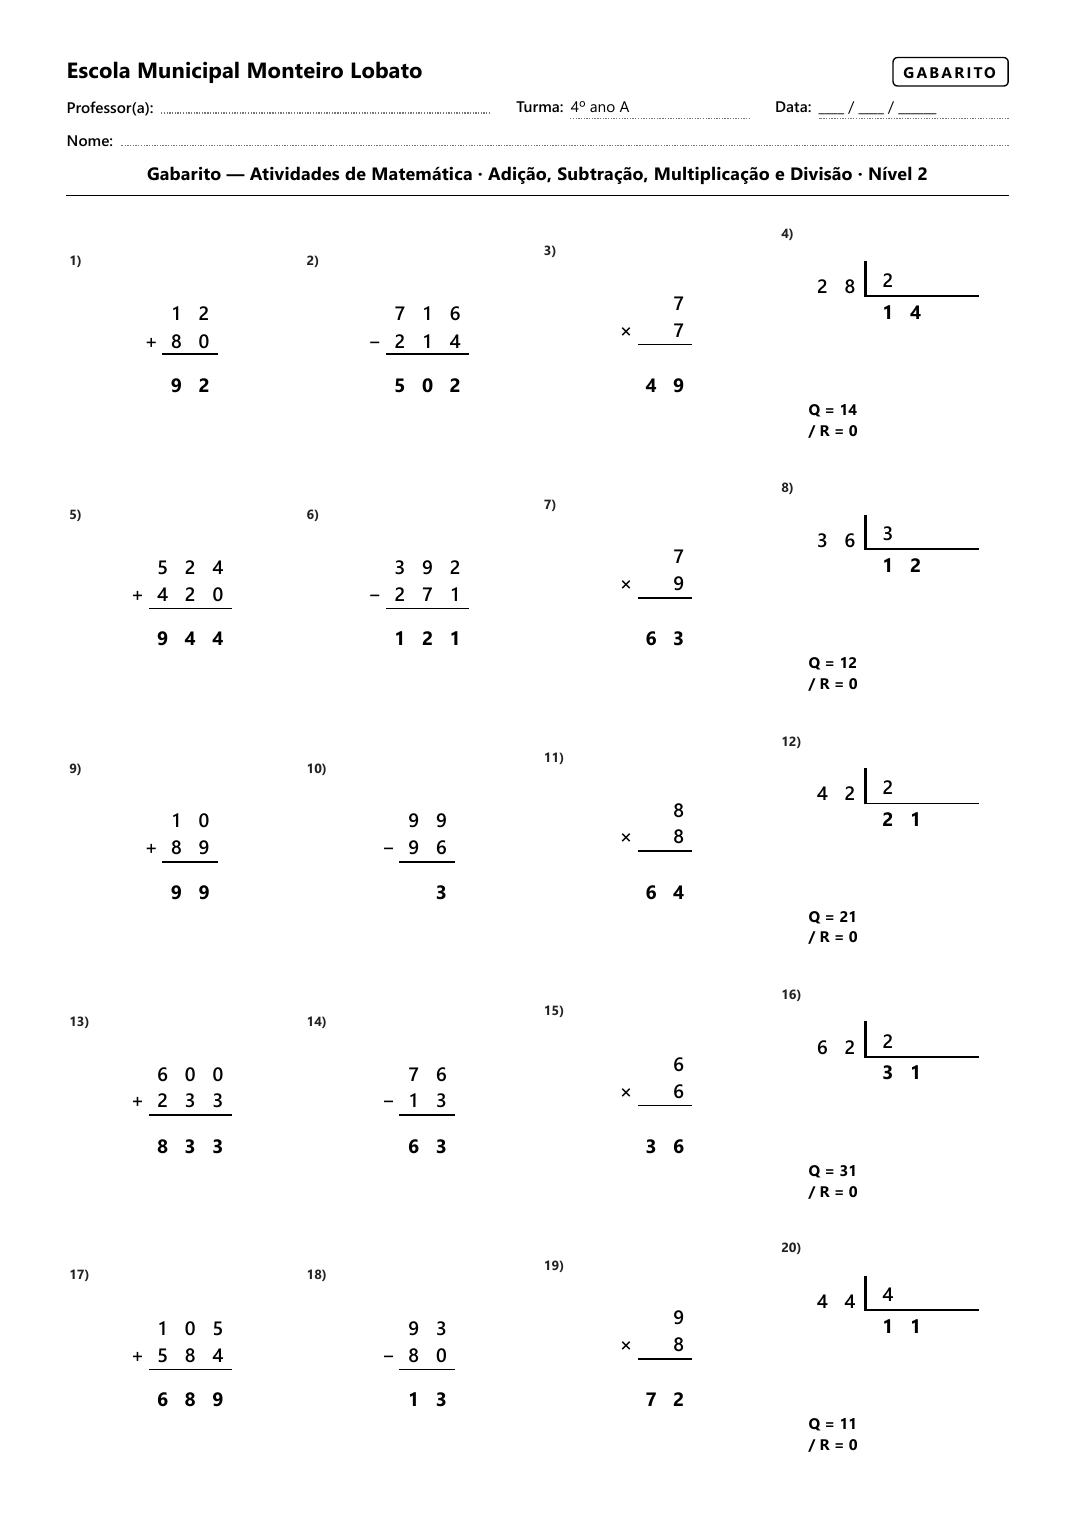 Escola Municipal Monteiro Lobato
GABARITO
Professor(a):
Turma: 4º ano A
Data: ___ / ___ / ____
Nome:
Gabarito — Atividades de Matemática · Adição, Subtração, Multiplicação e Divisão · Nível 2
1)
1 2
+ 8 0
9 2
2)
7 1 6
− 2 1 4
5 0 2
3)
7
× 7
4 9
4)
2 8 2
1 4
Q = 14
/ R = 0
5)
5 2 4
+ 4 2 0
9 4 4
6)
3 9 2
− 2 7 1
1 2 1
7)
7
× 9
6 3
8)
3 6 3
1 2
Q = 12
/ R = 0
9)
1 0
+ 8 9
9 9
10)
9 9
− 9 6
3
11)
8
× 8
6 4
12)
4 2 2
2 1
Q = 21
/ R = 0
13)
6 0 0
+ 2 3 3
8 3 3
14)
7 6
− 1 3
6 3
15)
6
× 6
3 6
16)
6 2 2
3 1
Q = 31
/ R = 0
17)
1 0 5
+ 5 8 4
6 8 9
18)
9 3
− 8 0
1 3
19)
9
× 8
7 2
20)
4 4 4
1 1
Q = 11
/ R = 0